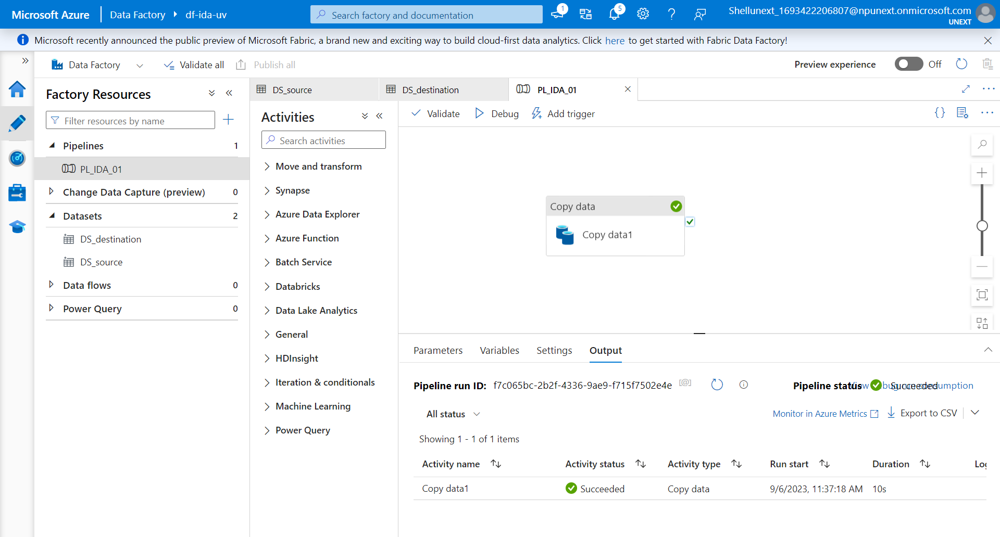 Microsoft Azure
Data Factory
df-ida-uv
Search factory and documentation
1
5
Shellunext_1693422206807@npunext.onmicrosoft.com
UNEXT
Microsoft recently announced the public preview of Microsoft Fabric, a brand new and exciting way to build cloud-first data analytics. Click here to get started with Fabric Data Factory!
Data Factory
Validate all
Publish all
Preview experience
Off
Factory Resources
Filter resources by name
Pipelines 1
PL_IDA_01
Change Data Capture (preview) 0
Datasets 2
DS_destination
DS_source
Data flows 0
Power Query 0
DS_source
DS_destination
PL_IDA_01
Activities
Search activities
Move and transform
Synapse
Azure Data Explorer
Azure Function
Batch Service
Databricks
Data Lake Analytics
General
HDInsight
Iteration & conditionals
Machine Learning
Power Query
Validate
Debug
Add trigger
Copy data
Copy data1
Parameters
Variables
Settings
Output
Pipeline run ID: f7c065bc-2b2f-4336-9ae9-f715f7502e4e
Pipeline status Succeeded
View debug run consumption
All status
Monitor in Azure Metrics
Export to CSV
Showing 1 - 1 of 1 items
Activity name Activity status Activity type Run start Duration Log
Copy data1 Succeeded Copy data 9/6/2023, 11:37:18 AM 10s